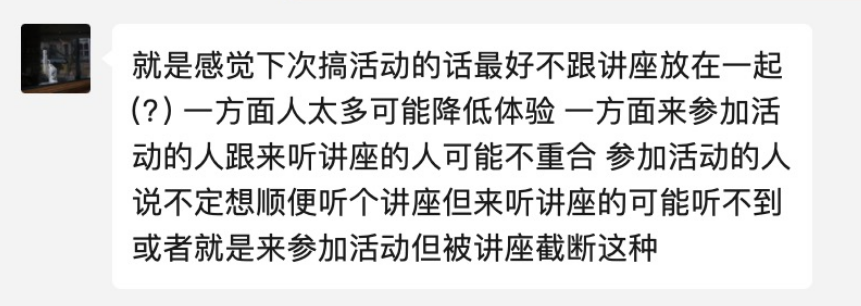 就是感觉下次搞活动的话最好不跟讲座放在一起
(?) 一方面人太多可能降低体验 一方面来参加活
动的人跟来听讲座的人可能不重合 参加活动的人
说不定想顺便听个讲座但来听讲座的可能听不到
或者就是来参加活动但被讲座截断这种